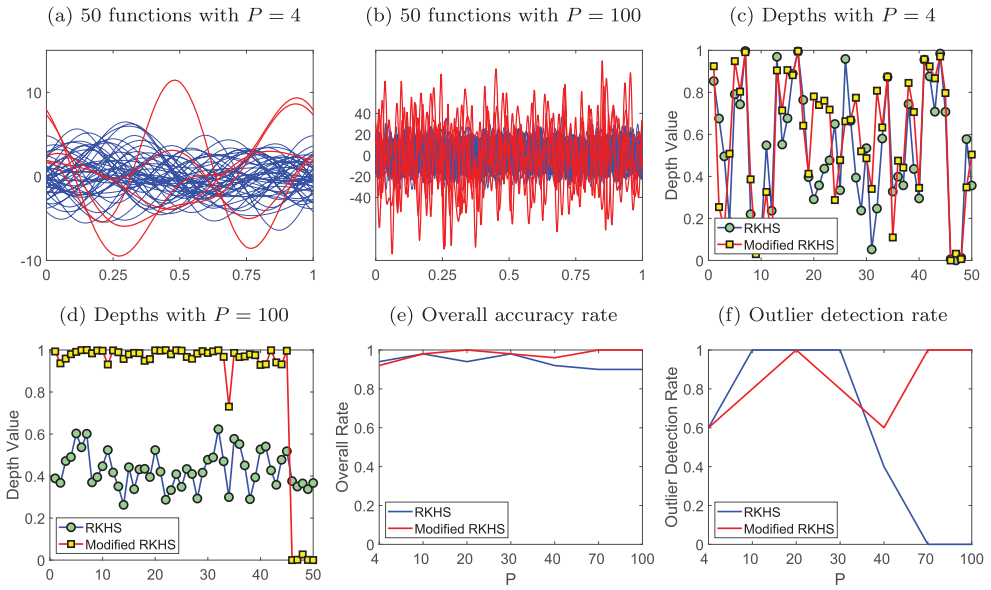 (a) 50 functions with P = 4
(b) 50 functions with P = 100
(c) Depths with P = 4
10
0
-10
0 0.25 0.5 0.75 1
40
20
0
-20
-40
0 0.25 0.5 0.75 1
Depth Value
1
0.8
0.6
0.4
0.2
0
RKHS
Modified RKHS
0 10 20 30 40 50
(d) Depths with P = 100
(e) Overall accuracy rate
(f) Outlier detection rate
Depth Value
1
0.8
0.6
0.4
0.2
0
RKHS
Modified RKHS
0 10 20 30 40 50
Overall Rate
1
0.8
0.6
0.4
0.2
0
RKHS
Modified RKHS
4 10 20 30 40 70 100
P
Outlier Detection Rate
1
0.8
0.6
0.4
0.2
0
RKHS
Modified RKHS
4 10 20 30 40 70 100
P